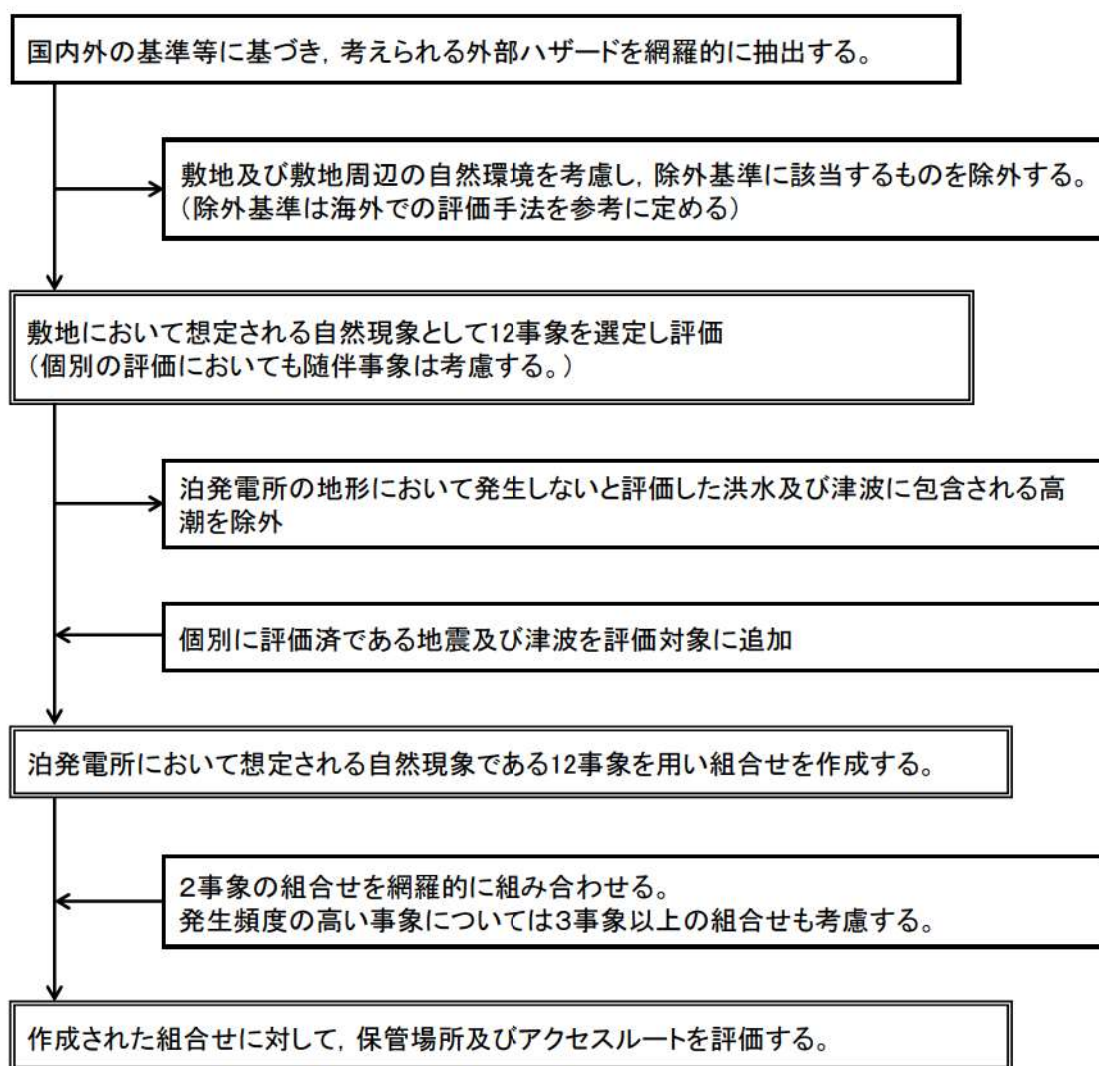 国内外の基準等に基づき，考えられる外部ハザードを網羅的に抽出する。
敷地及び敷地周辺の自然環境を考慮し，除外基準に該当するものを除外する。
（除外基準は海外での評価手法を参考に定める）
敷地において想定される自然現象として12事象を選定し評価
（個別の評価においても随伴事象は考慮する。）
泊発電所の地形において発生しないと評価した洪水及び津波に包含される高
潮を除外
個別に評価済である地震及び津波を評価対象に追加
泊発電所において想定される自然現象である12事象を用い組合せを作成する。
２事象の組合せを網羅的に組み合わせる。
発生頻度の高い事象については３事象以上の組合せも考慮する。
作成された組合せに対して，保管場所及びアクセスルートを評価する。